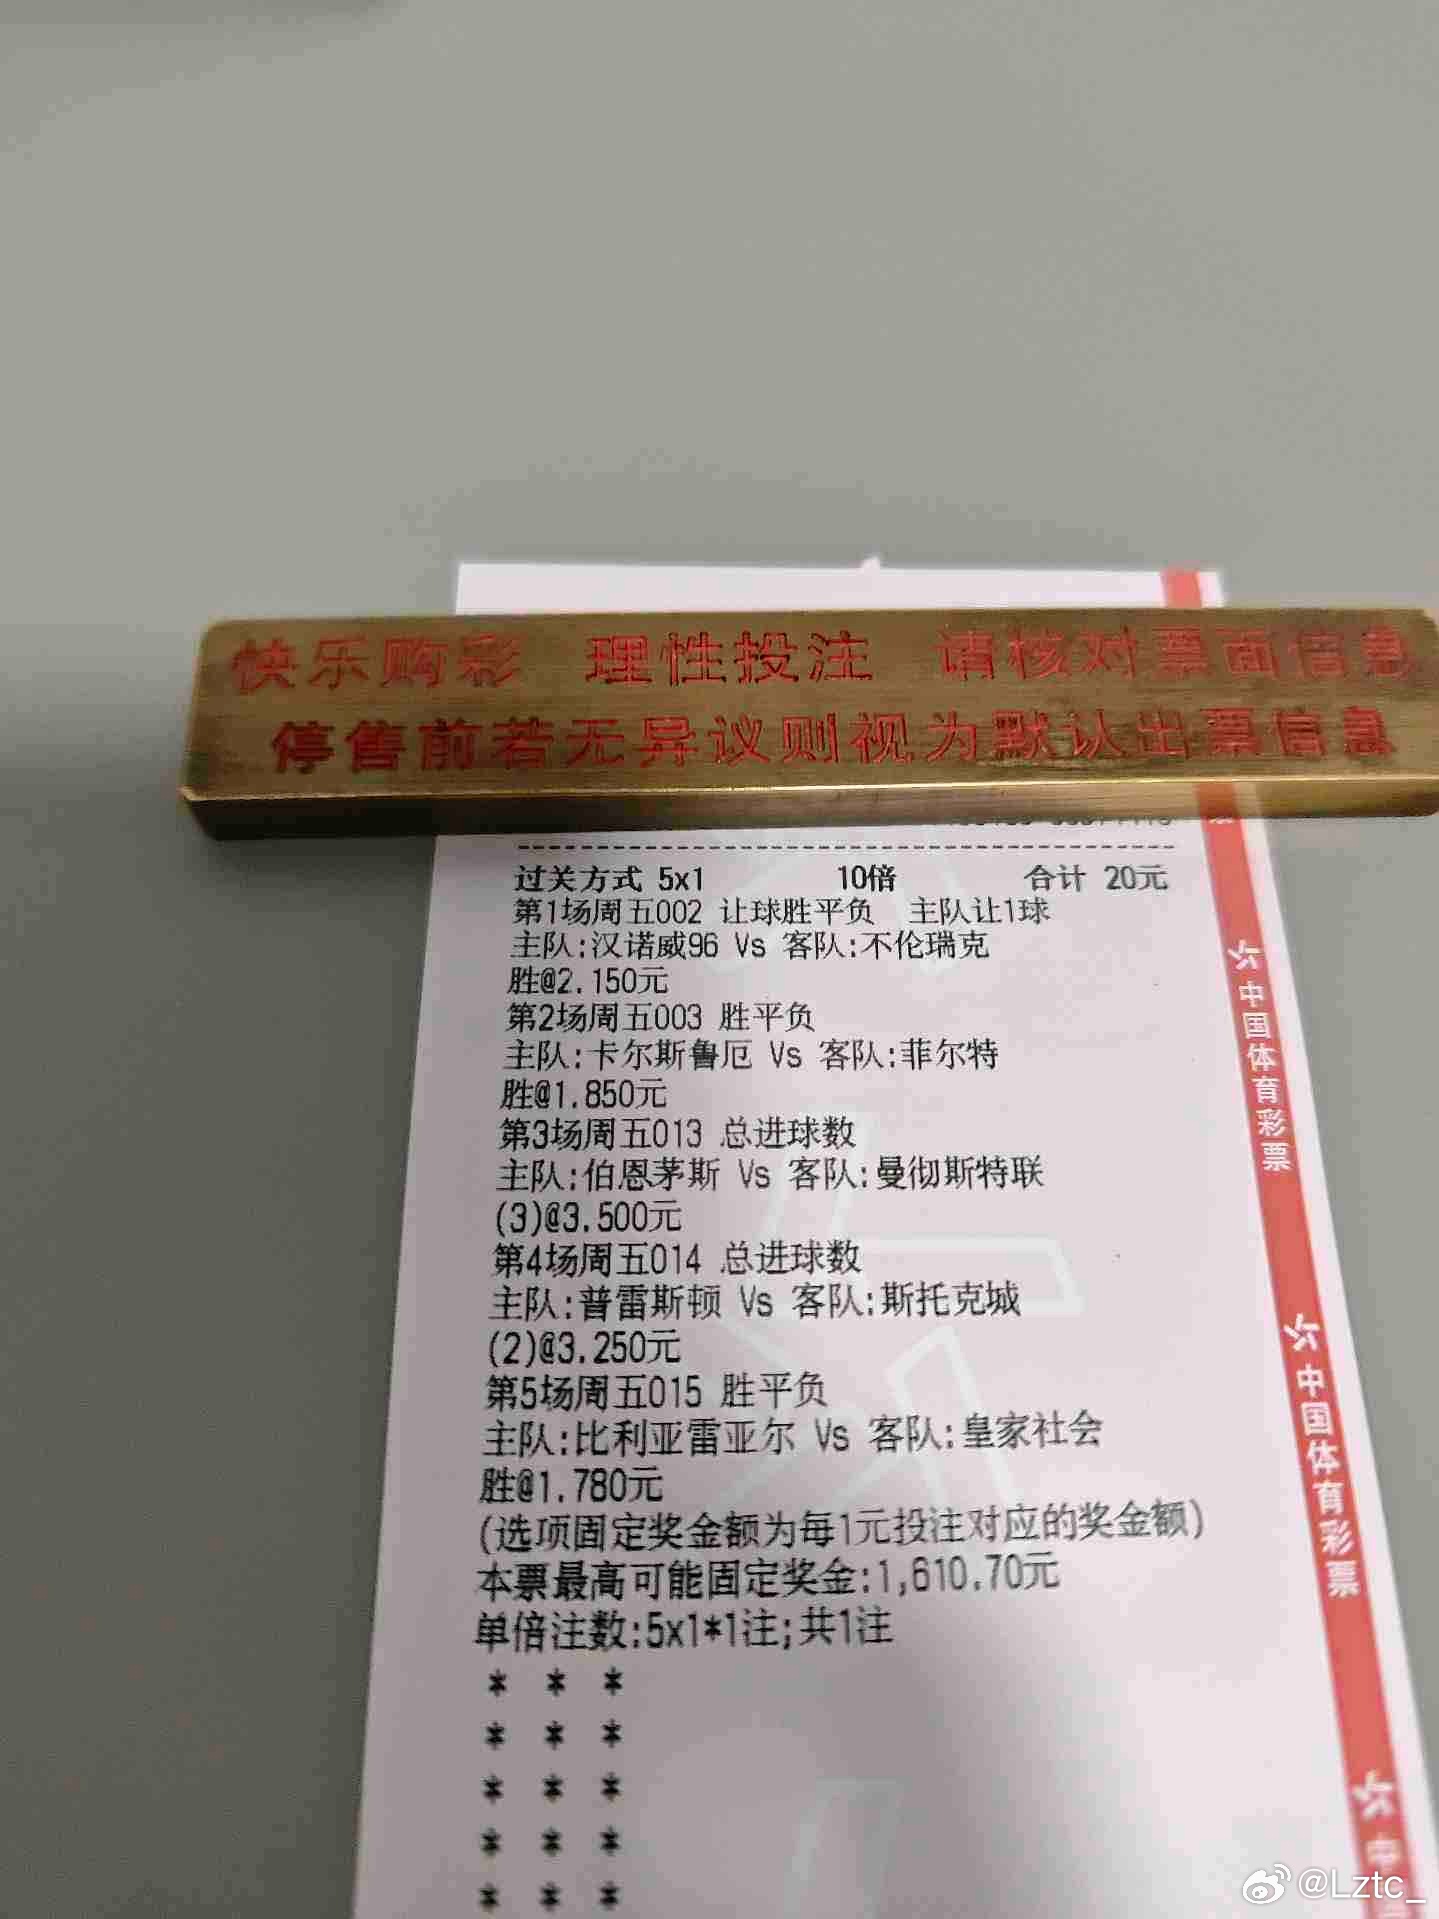 快乐购彩 理性投注 请核对票面信息
停售前若无异议则视为默认出票信息
过关方式 5x1 10倍 合计 20元
第1场周五002 让球胜平负 主队让1球
主队:汉诺威96 Vs 客队:不伦瑞克
胜@2.150元
第2场周五003 胜平负
主队:卡尔斯鲁厄 Vs 客队:菲尔特
胜@1.850元
第3场周五013 总进球数
主队:伯恩茅斯 Vs 客队:曼彻斯特联
(3)@3.500元
第4场周五014 总进球数
主队:普雷斯顿 Vs 客队:斯托克城
(2)@3.250元
第5场周五015 胜平负
主队:比利亚雷亚尔 Vs 客队:皇家社会
胜@1.780元
(选项固定奖金额为每1元投注对应的奖金额)
本票最高可能固定奖金:1,610.70元
单倍注数:5x1*1注;共1注
* * *
* * *
* * *
* * *
* * *
中国体育彩票
中国体育彩票
中
@Lztc_